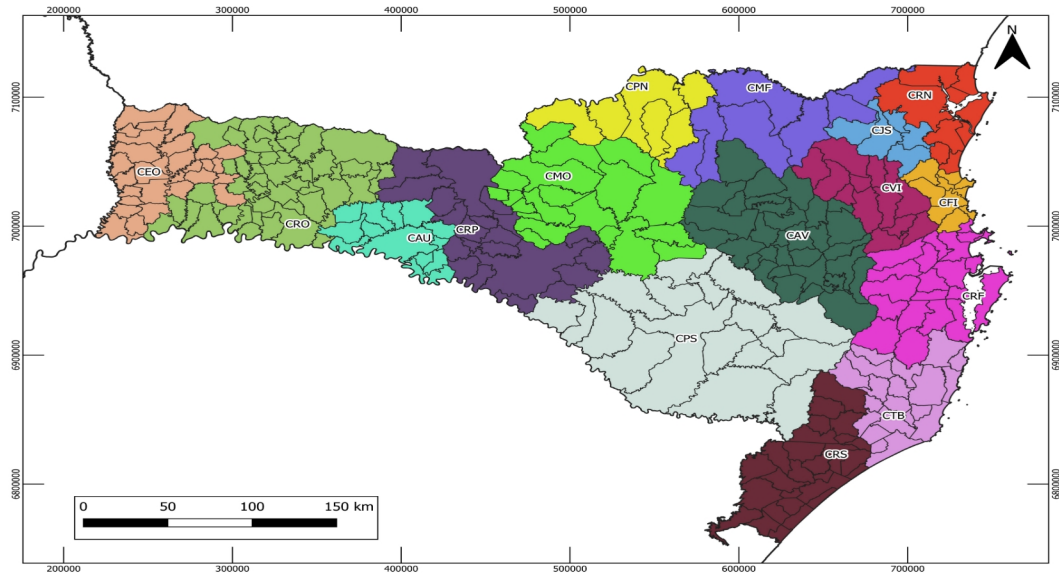 200000 300000 400000 500000 600000 700000
N
7100000 7100000
CPN CMF CRN
CJS
CEO CMO CVI
CFI
7000000 CRO CAU CRP CAV 7000000
CRF
CPS
6900000 6900000
CTB
CRS
6800000 6800000
0 50 100 150 km
200000 300000 400000 500000 600000 700000